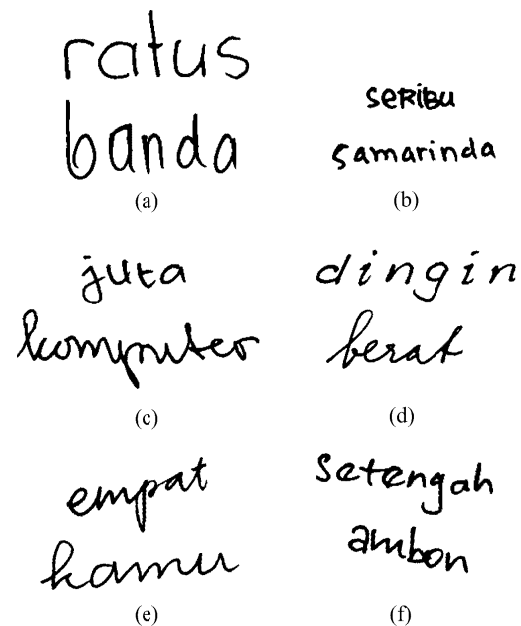 ratus
banda
(a)
SERIBU
samarinda
(b)
juta
komputer
(c)
dingin
berat
(d)
empat
kamu
(e)
setengah
ambon
(f)